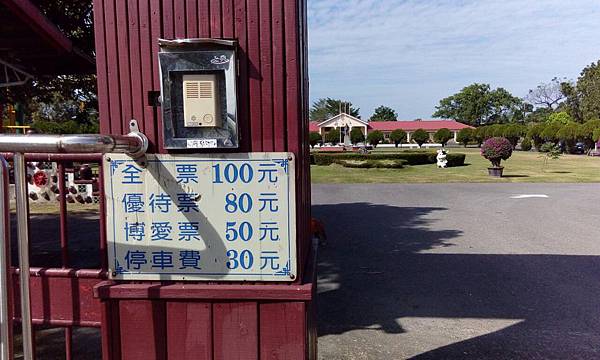 全票100元
優待票 80元
博愛票 50元
停車費 30元